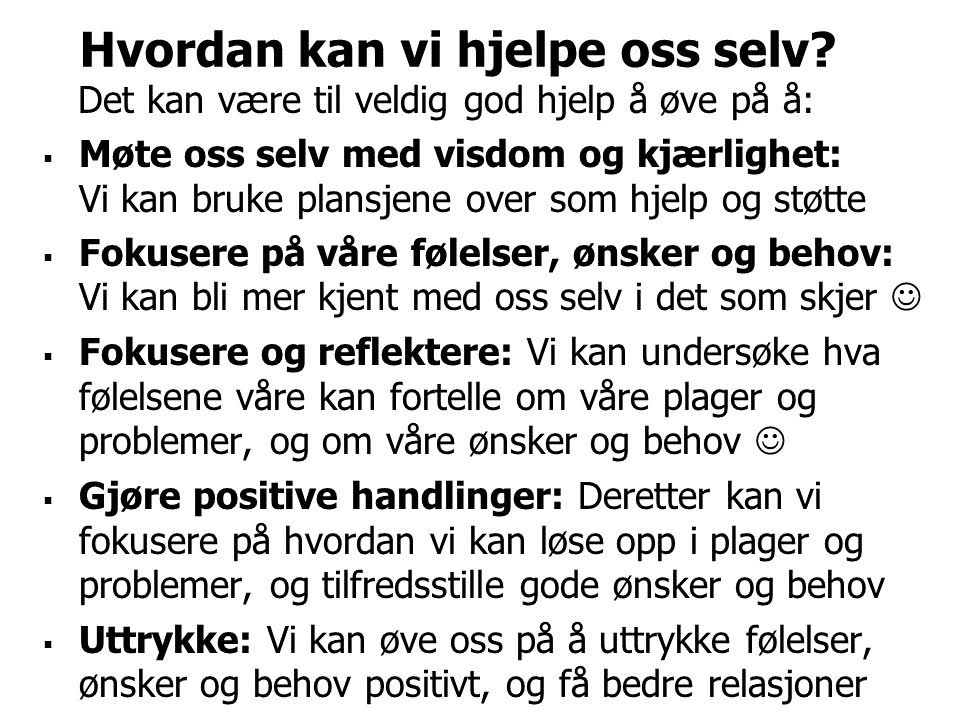 Hvordan kan vi hjelpe oss selv?
Det kan være til veldig god hjelp å øve på å:
▪ Møte oss selv med visdom og kjærlighet:
Vi kan bruke plansjene over som hjelp og støtte
▪ Fokusere på våre følelser, ønsker og behov:
Vi kan bli mer kjent med oss selv i det som skjer ☺
▪ Fokusere og reflektere: Vi kan undersøke hva
følelsene våre kan fortelle om våre plager og
problemer, og om våre ønsker og behov ☺
▪ Gjøre positive handlinger: Deretter kan vi
fokusere på hvordan vi kan løse opp i plager og
problemer, og tilfredsstille gode ønsker og behov
▪ Uttrykke: Vi kan øve oss på å uttrykke følelser,
ønsker og behov positivt, og få bedre relasjoner